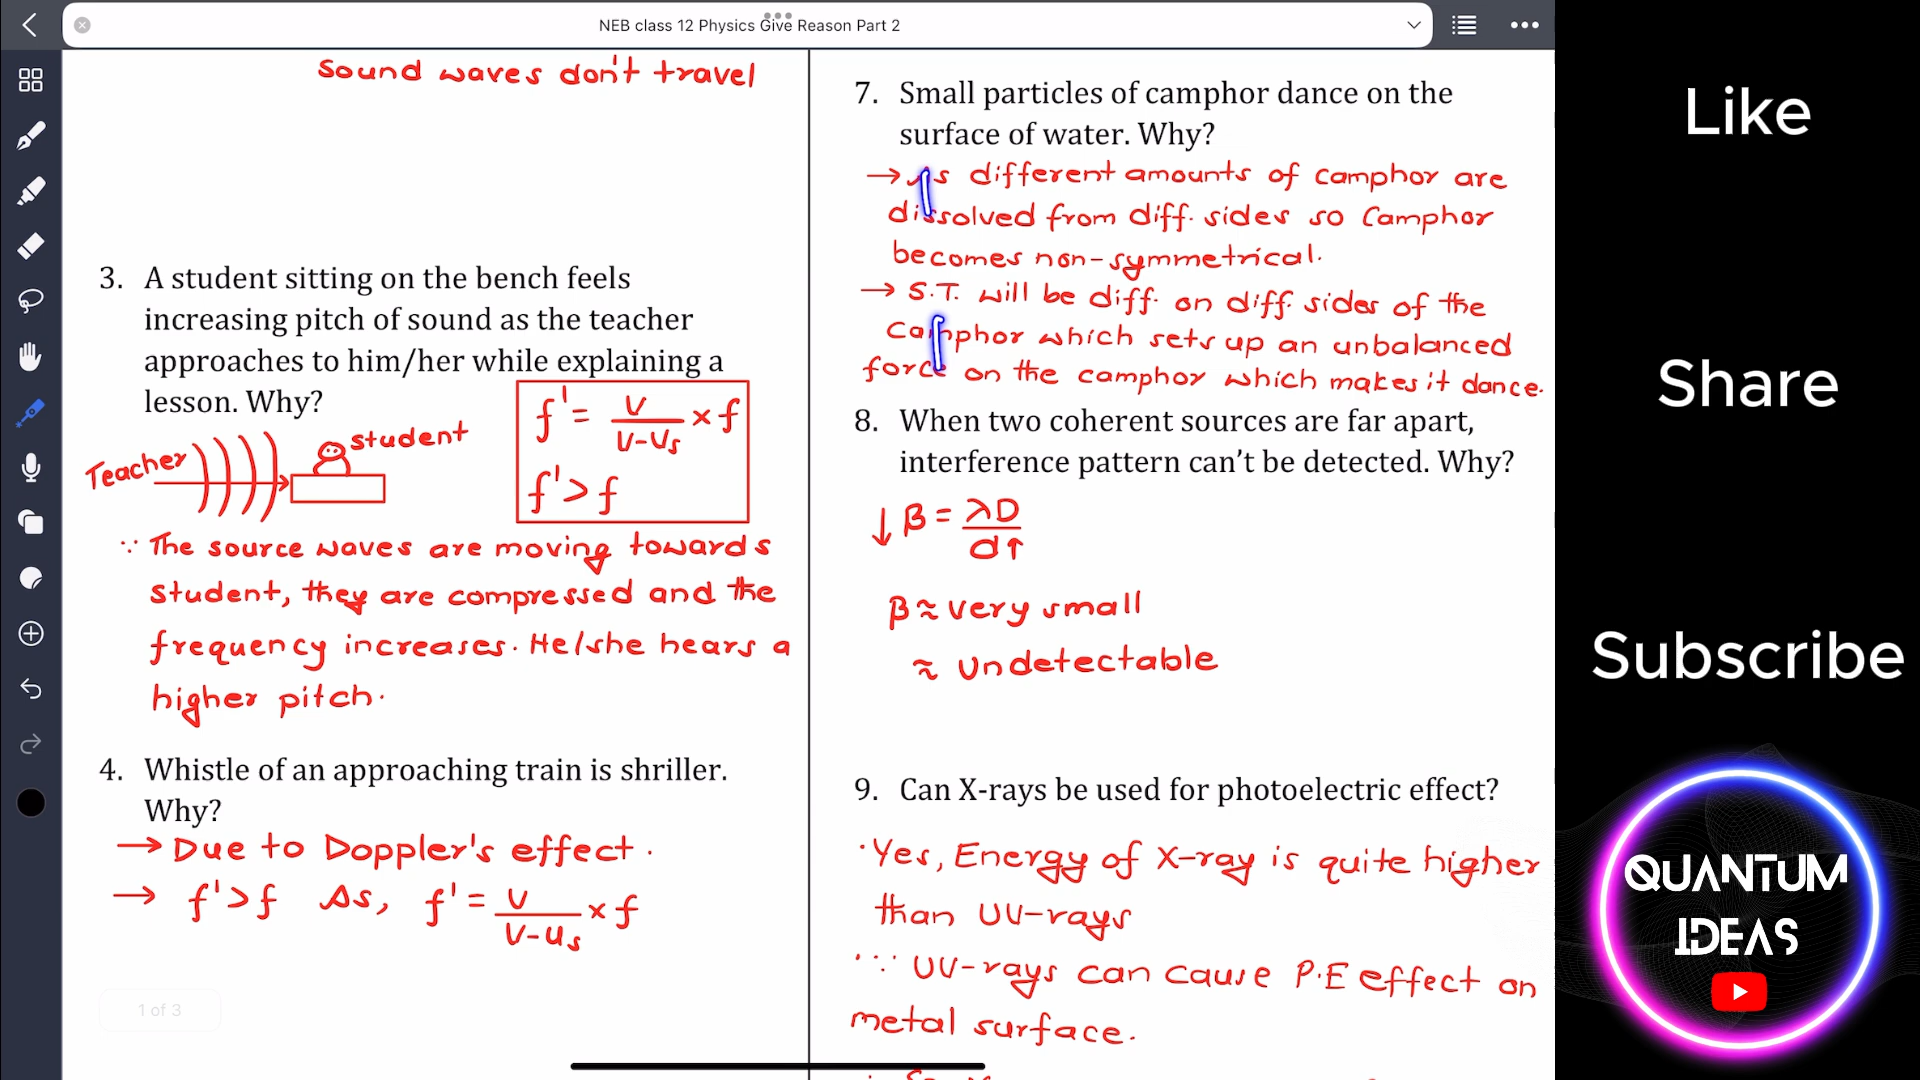 NEB class 12 Physics Give Reason Part 2
Sound waves don't travel
3. A student sitting on the bench feels
increasing pitch of sound as the teacher
approaches to him/her while explaining a
lesson. Why?
Teacher
student
f' = v / v-us × f
f' > f
∵ The source waves are moving towards
student, they are compressed and the
frequency increases. He/she hears a
higher pitch.
4. Whistle of an approaching train is shriller.
Why?
→ Due to Doppler's effect.
→ f' > f As, f' = v / v-us × f
1 of 3
7. Small particles of camphor dance on the
surface of water. Why?
→ As different amounts of camphor are
dissolved from diff. sides so camphor
becomes non-symmetrical.
→ S.T. will be diff. on diff. sides of the
camphor which sets up an unbalanced
force on the camphor which makes it dance.
8. When two coherent sources are far apart,
interference pattern can't be detected. Why?
↓ β = λD / d↑
β ≈ very small
≈ undetectable
9. Can X-rays be used for photoelectric effect?
· Yes, Energy of X-ray is quite higher
than UV-rays
∵ UV-rays can cause P.E effect on
metal surface.
Like
Share
Subscribe
QUANTUM
IDEAS